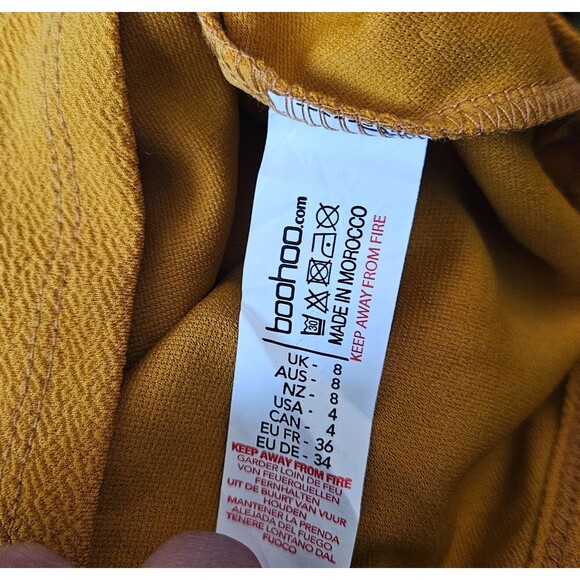 boohoo.com
30
MADE IN MOROCCO
KEEP AWAY FROM FIRE
UK - 8
AUS - 8
NZ - 8
USA - 4
CAN - 4
EU FR - 36
EU DE - 34
KEEP AWAY FROM FIRE
GARDER LOIN DE FEU
VON FEUERQUELLEN
FERNHALTEN
UIT DE BUURT VAN VUUR
HOUDEN
MANTENER LA PRENDA
ALEJADA DEL FUEGO
TENERE LONTANO DAL
FUOCO